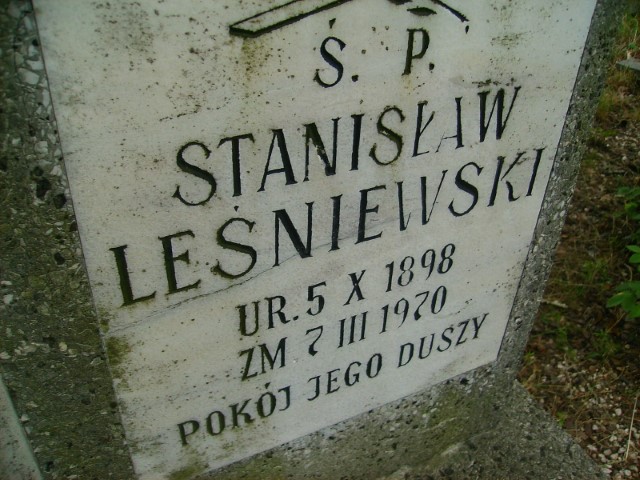 Ś. P.
STANISŁAW
LEŚNIEWSKI
UR. 5 X 1898
ZM 7 III 1970
POKÓJ JEGO DUSZY